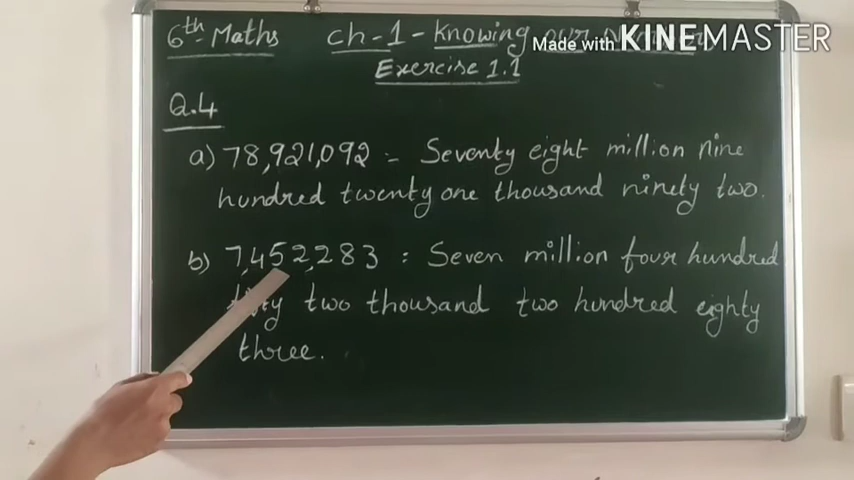 6th Maths ch-1-Knowing
Made with KINEMASTER
Exercise 1.1
Q.4
a) 78,921,092 = Seventy eight million nine
hundred twenty one thousand ninety two.
b) 7,452,283 : Seven million four hundred
two thousand two hundred eighty
three.